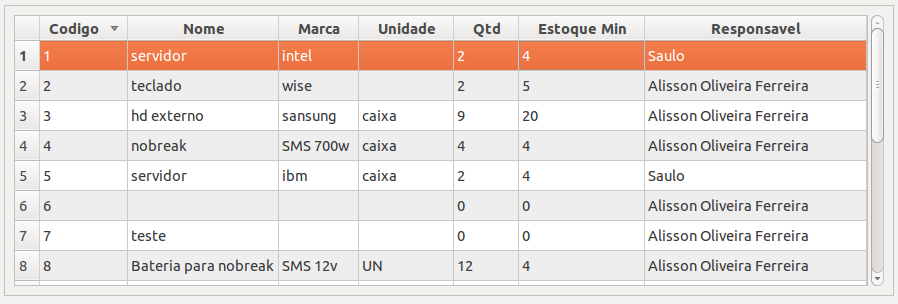 Codigo Nome Marca Unidade Qtd Estoque Min Responsavel
1 1 servidor intel 2 4 Saulo
2 2 teclado wise 2 5 Alisson Oliveira Ferreira
3 3 hd externo sansung caixa 9 20 Alisson Oliveira Ferreira
4 4 nobreak SMS 700w caixa 4 4 Alisson Oliveira Ferreira
5 5 servidor ibm caixa 2 4 Saulo
6 6 0 0 Alisson Oliveira Ferreira
7 7 teste 0 0 Alisson Oliveira Ferreira
8 8 Bateria para nobreak SMS 12v UN 12 4 Alisson Oliveira Ferreira